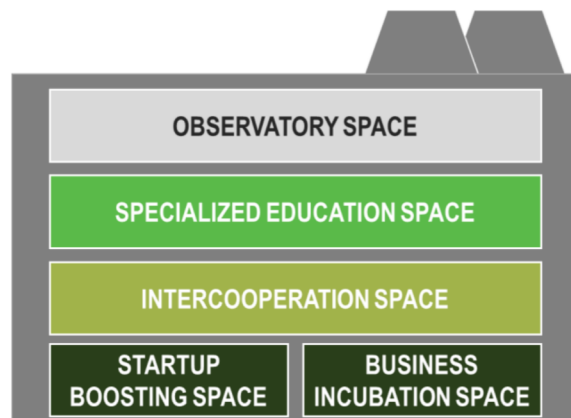 OBSERVATORY SPACE
SPECIALIZED EDUCATION SPACE
INTERCOOPERATION SPACE
STARTUP
BOOSTING SPACE
BUSINESS
INCUBATION SPACE